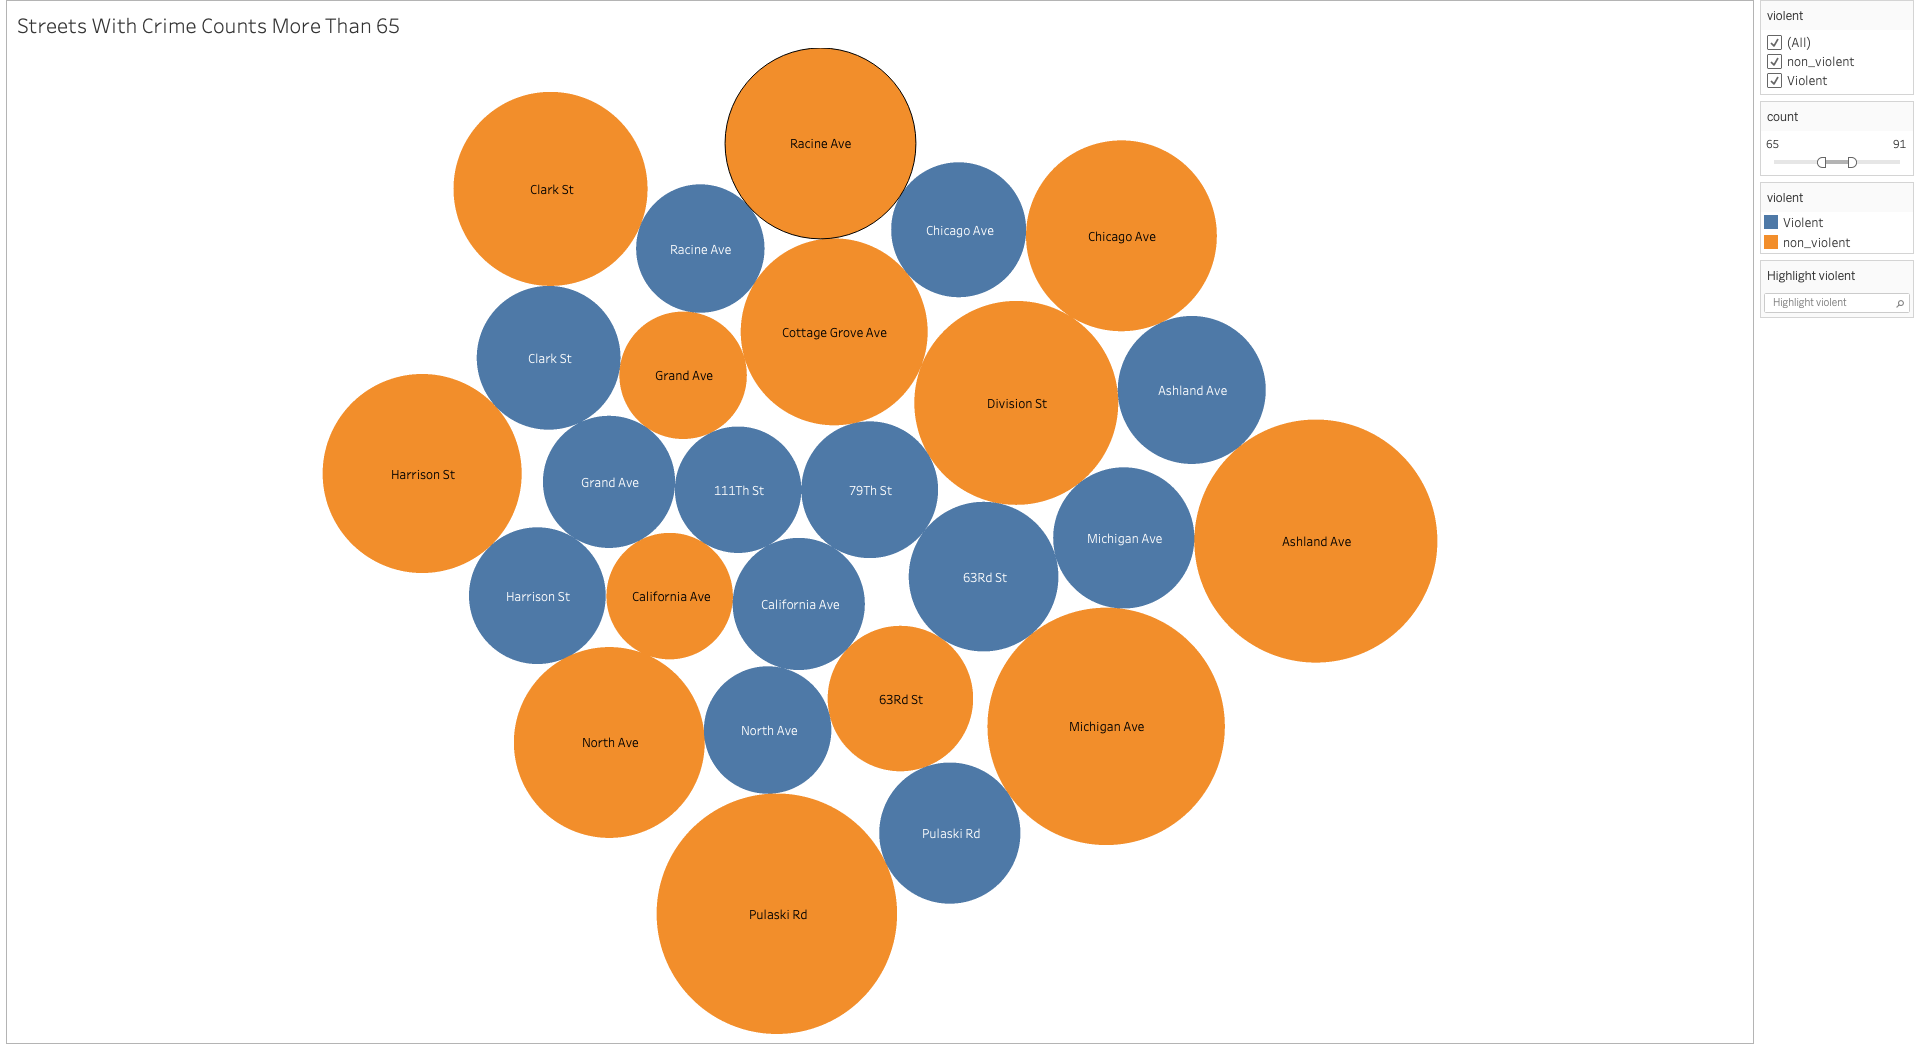 Streets With Crime Counts More Than 65
Racine Ave
Clark St
Chicago Ave
Chicago Ave
Racine Ave
Cottage Grove Ave
Clark St
Grand Ave
Division St
Ashland Ave
Harrison St
Grand Ave
111Th St
79Th St
Michigan Ave
Ashland Ave
63Rd St
Harrison St
California Ave
California Ave
63Rd St
Michigan Ave
North Ave
North Ave
Pulaski Rd
Pulaski Rd
violent
(All)
non_violent
Violent
count
65 91
violent
Violent
non_violent
Highlight violent
Highlight violent